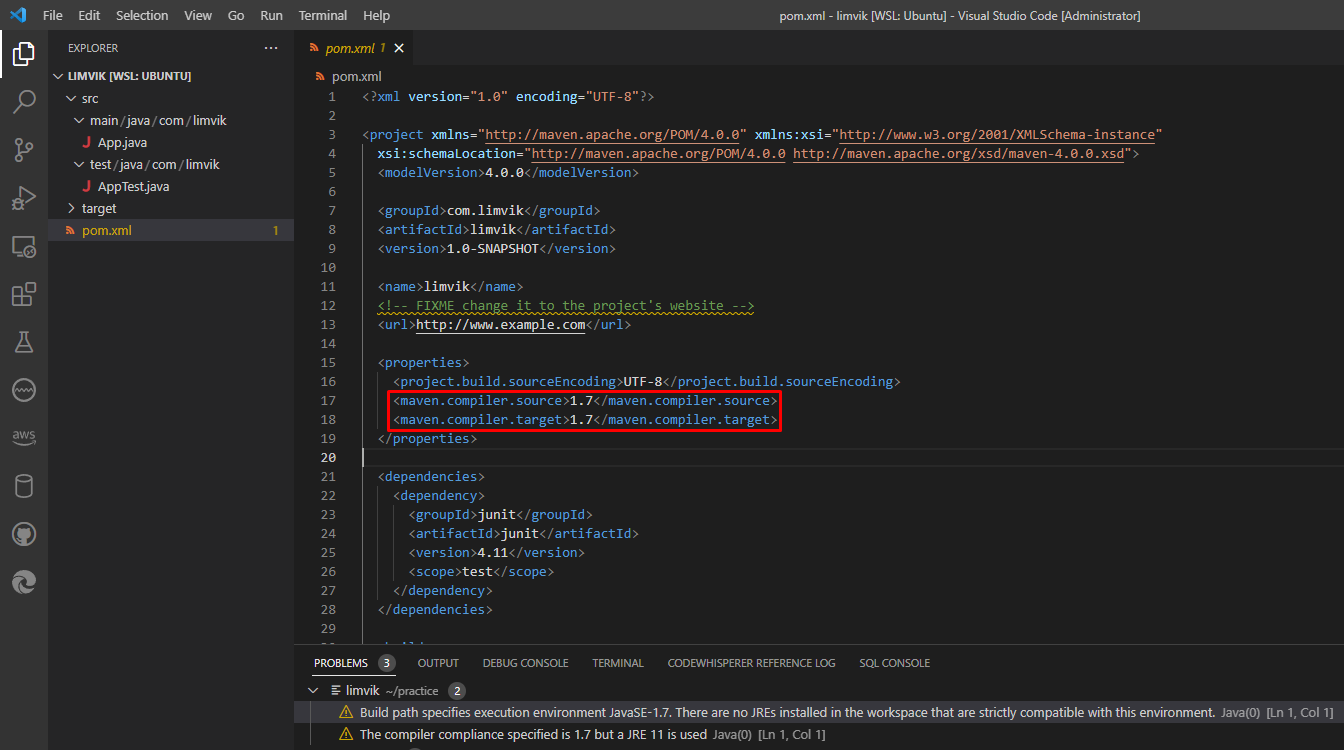 File Edit Selection View Go Run Terminal Help
pom.xml - limvik [WSL: Ubuntu] - Visual Studio Code [Administrator]
EXPLORER ···
LIMVIK [WSL: UBUNTU]
src
main/java/com/limvik
J App.java
test/java/com/limvik
J AppTest.java
target
pom.xml 1
aws
pom.xml 1
pom.xml
1 <?xml version="1.0" encoding="UTF-8"?>
2
3 <project xmlns="http://maven.apache.org/POM/4.0.0" xmlns:xsi="http://www.w3.org/2001/XMLSchema-instance"
4 xsi:schemaLocation="http://maven.apache.org/POM/4.0.0 http://maven.apache.org/xsd/maven-4.0.0.xsd">
5 <modelVersion>4.0.0</modelVersion>
6
7 <groupId>com.limvik</groupId>
8 <artifactId>limvik</artifactId>
9 <version>1.0-SNAPSHOT</version>
10
11 <name>limvik</name>
12 <!-- FIXME change it to the project's website -->
13 <url>http://www.example.com</url>
14
15 <properties>
16 <project.build.sourceEncoding>UTF-8</project.build.sourceEncoding>
17 <maven.compiler.source>1.7</maven.compiler.source>
18 <maven.compiler.target>1.7</maven.compiler.target>
19 </properties>
20
21 <dependencies>
22 <dependency>
23 <groupId>junit</groupId>
24 <artifactId>junit</artifactId>
25 <version>4.11</version>
26 <scope>test</scope>
27 </dependency>
28 </dependencies>
29
PROBLEMS 3 OUTPUT DEBUG CONSOLE TERMINAL CODEWHISPERER REFERENCE LOG SQL CONSOLE
limvik ~/practice 2
Build path specifies execution environment JavaSE-1.7. There are no JREs installed in the workspace that are strictly compatible with this environment. Java(0) [Ln 1, Col 1]
The compiler compliance specified is 1.7 but a JRE 11 is used Java(0) [Ln 1, Col 1]